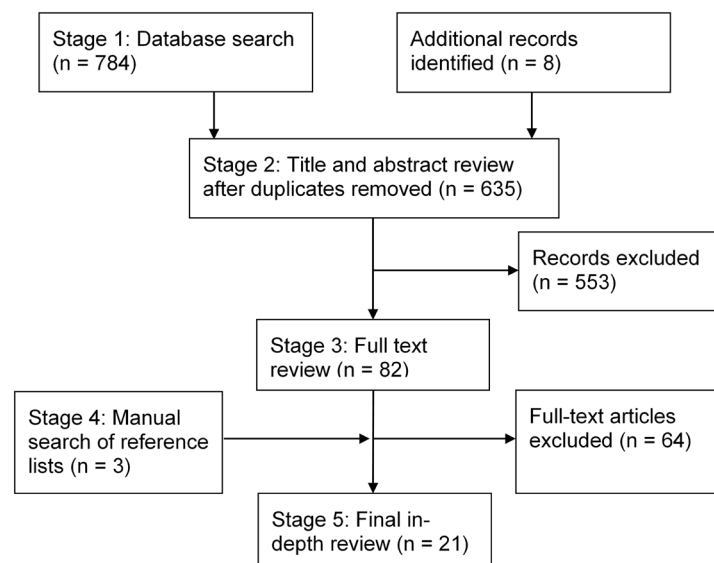 Stage 1: Database search
(n = 784)
Additional records
identified (n = 8)
Stage 2: Title and abstract review
after duplicates removed (n = 635)
Records excluded
(n = 553)
Stage 3: Full text
review (n = 82)
Stage 4: Manual
search of reference
lists (n = 3)
Full-text articles
excluded (n = 64)
Stage 5: Final in-
depth review (n = 21)